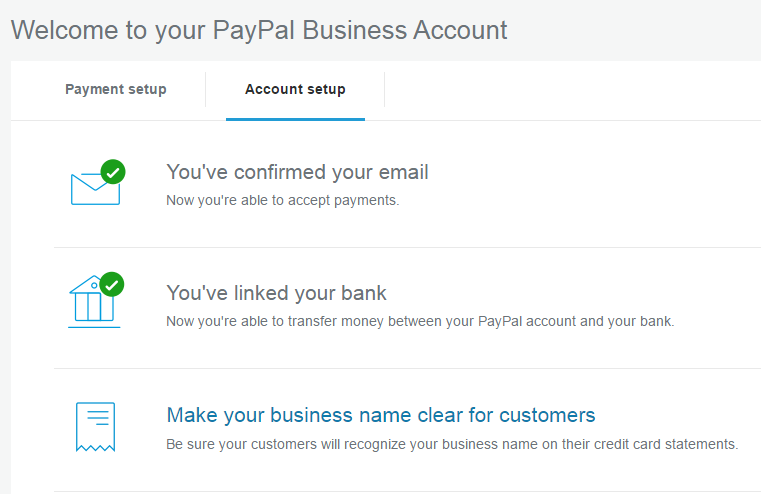 Welcome to your PayPal Business Account
Payment setup
Account setup
You've confirmed your email
Now you're able to accept payments.
You've linked your bank
Now you're able to transfer money between your PayPal account and your bank.
Make your business name clear for customers
Be sure your customers will recognize your business name on their credit card statements.